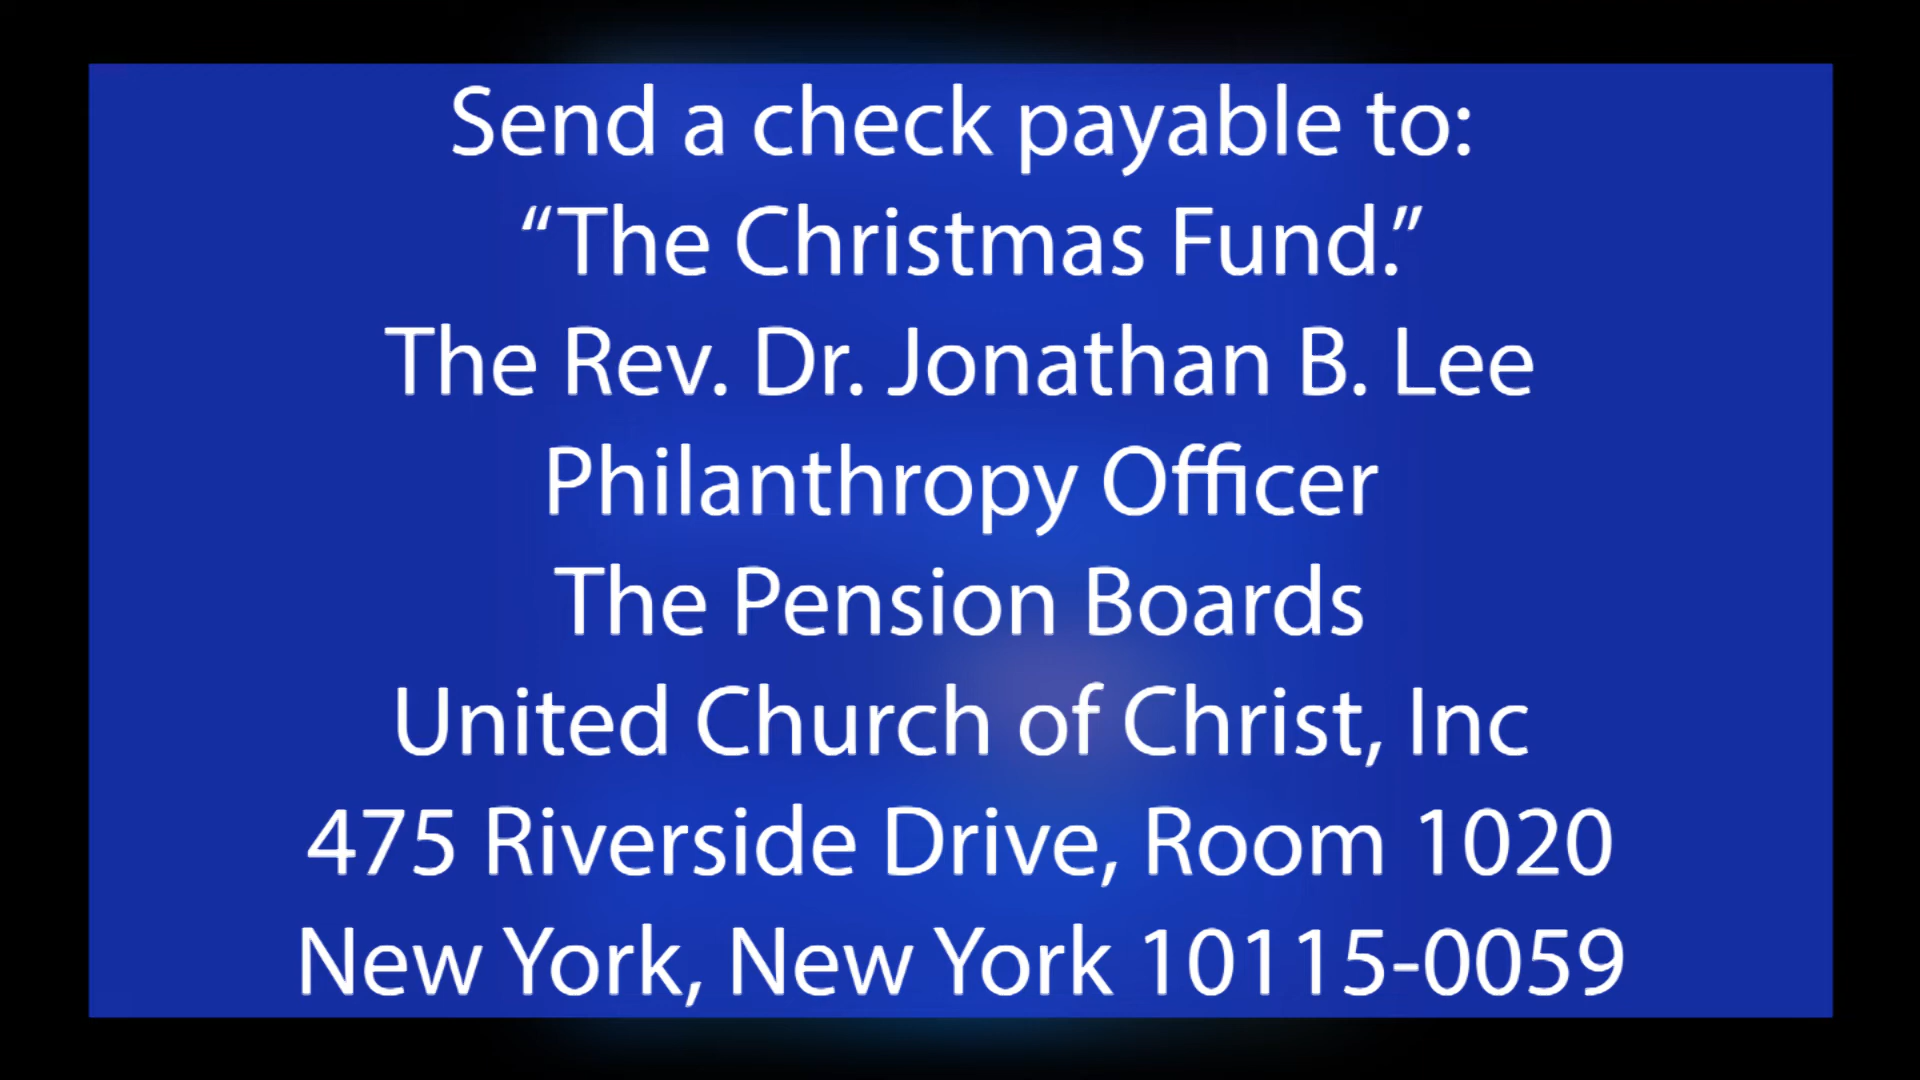 Send a check payable to:
“The Christmas Fund.”
The Rev. Dr. Jonathan B. Lee
Philanthropy Officer
The Pension Boards
United Church of Christ, Inc
475 Riverside Drive, Room 1020
New York, New York 10115-0059